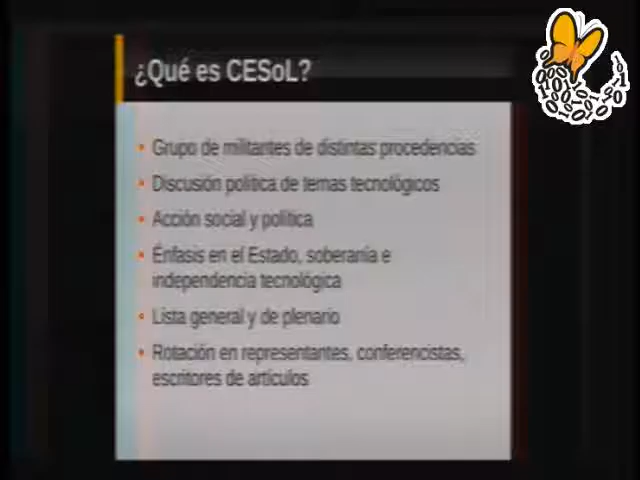 ¿Qué es CESoL?
• Grupo de militantes de distintas procedencias
• Discusión política de temas tecnológicos
• Acción social y política
• Énfasis en el Estado, soberanía e
independencia tecnológica
• Lista general y de plenario
• Rotación en representantes, conferencistas,
escritores de artículos